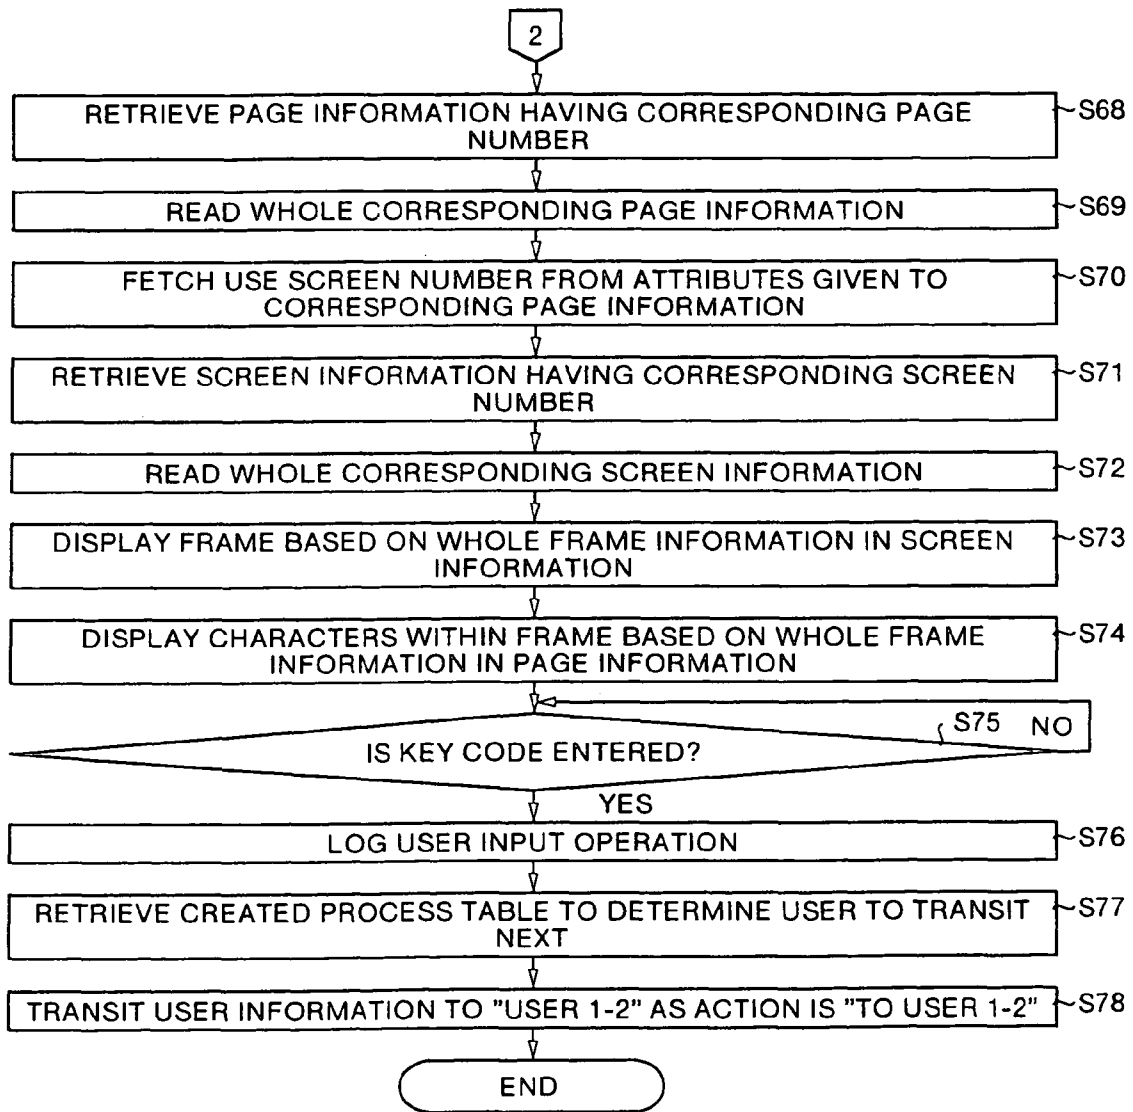 2
RETRIEVE PAGE INFORMATION HAVING CORRESPONDING PAGE
NUMBER
S68
READ WHOLE CORRESPONDING PAGE INFORMATION
S69
FETCH USE SCREEN NUMBER FROM ATTRIBUTES GIVEN TO
CORRESPONDING PAGE INFORMATION
S70
RETRIEVE SCREEN INFORMATION HAVING CORRESPONDING SCREEN
NUMBER
S71
READ WHOLE CORRESPONDING SCREEN INFORMATION
S72
DISPLAY FRAME BASED ON WHOLE FRAME INFORMATION IN SCREEN
INFORMATION
S73
DISPLAY CHARACTERS WITHIN FRAME BASED ON WHOLE FRAME
INFORMATION IN PAGE INFORMATION
S74
IS KEY CODE ENTERED?
S75
NO
YES
LOG USER INPUT OPERATION
S76
RETRIEVE CREATED PROCESS TABLE TO DETERMINE USER TO TRANSIT
NEXT
S77
TRANSIT USER INFORMATION TO "USER 1-2" AS ACTION IS "TO USER 1-2"
S78
END